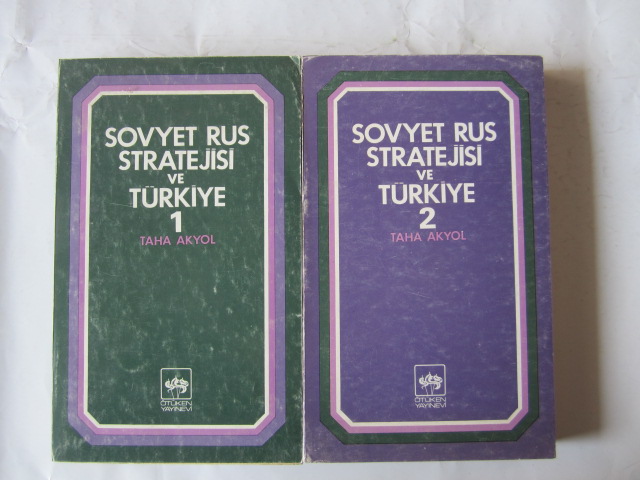 SOVYET RUS
STRATEJİSİ
VE
TÜRKİYE
1
TAHA AKYOL
ÖTÜKEN
YAYINEVİ
SOVYET RUS
STRATEJİSİ
VE
TÜRKİYE
2
TAHA AKYOL
ÖTÜKEN
YAYINEVİ